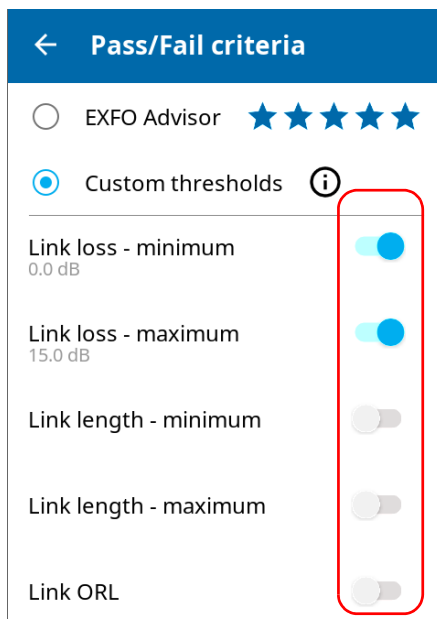 Pass/Fail criteria
EXFO Advisor
Custom thresholds
Link loss - minimum
0.0 dB
Link loss - maximum
15.0 dB
Link length - minimum
Link length - maximum
Link ORL